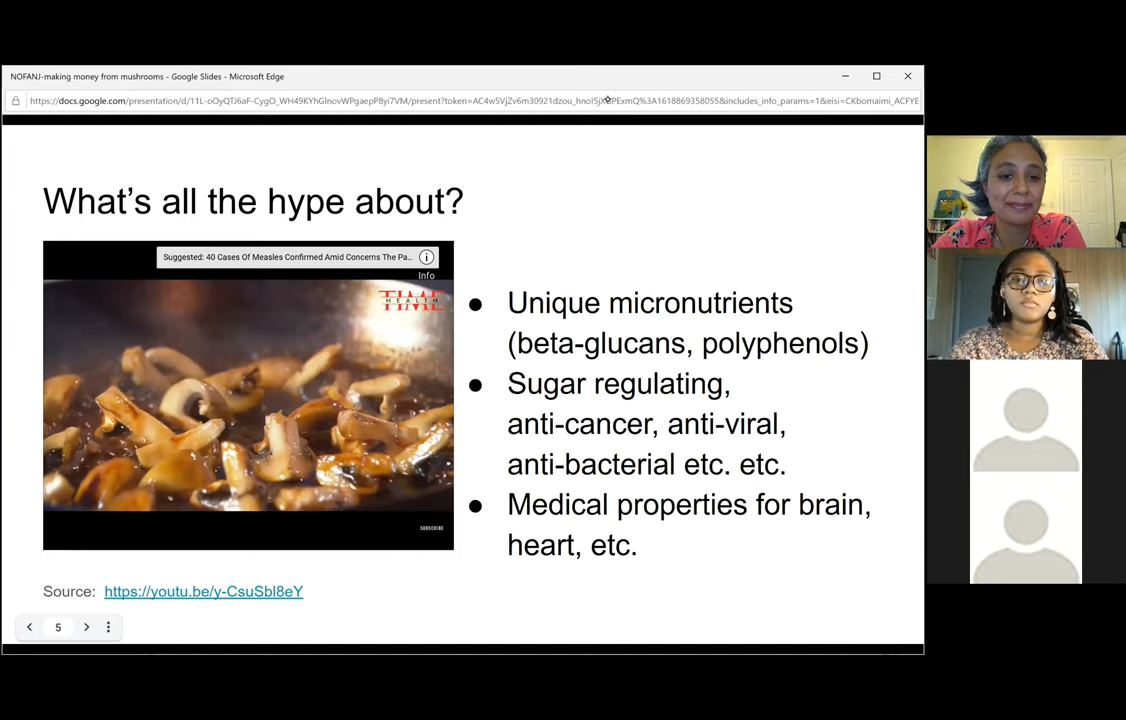 NOFANJ-making money from mushrooms - Google Slides - Microsoft Edge
What's all the hype about?
Suggested: 40 Cases Of Measles Confirmed Amid Concerns The Pa...
Info
TIME
HEALTH
SUBSCRIBE
● Unique micronutrients
(beta-glucans, polyphenols)
● Sugar regulating,
anti-cancer, anti-viral,
anti-bacterial etc. etc.
● Medical properties for brain,
heart, etc.
Source: https://youtu.be/y-CsuSbl8eY
5